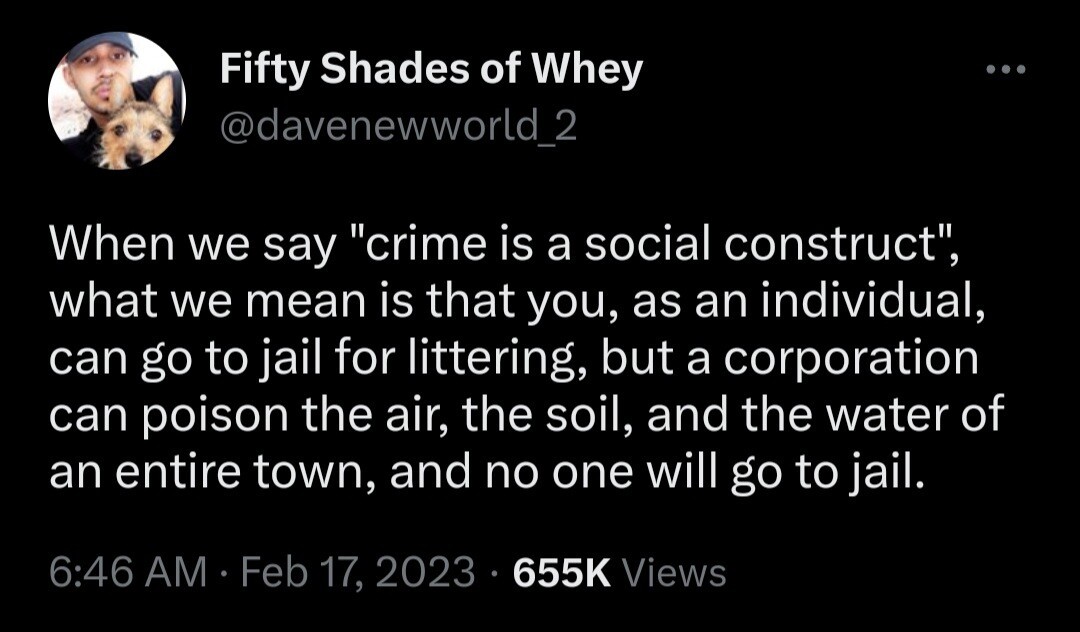 Fifty Shades of Whey
@davenewworld_2
When we say "crime is a social construct",
what we mean is that you, as an individual,
can go to jail for littering, but a corporation
can poison the air, the soil, and the water of
an entire town, and no one will go to jail.
6:46 AM · Feb 17, 2023 · 655K Views